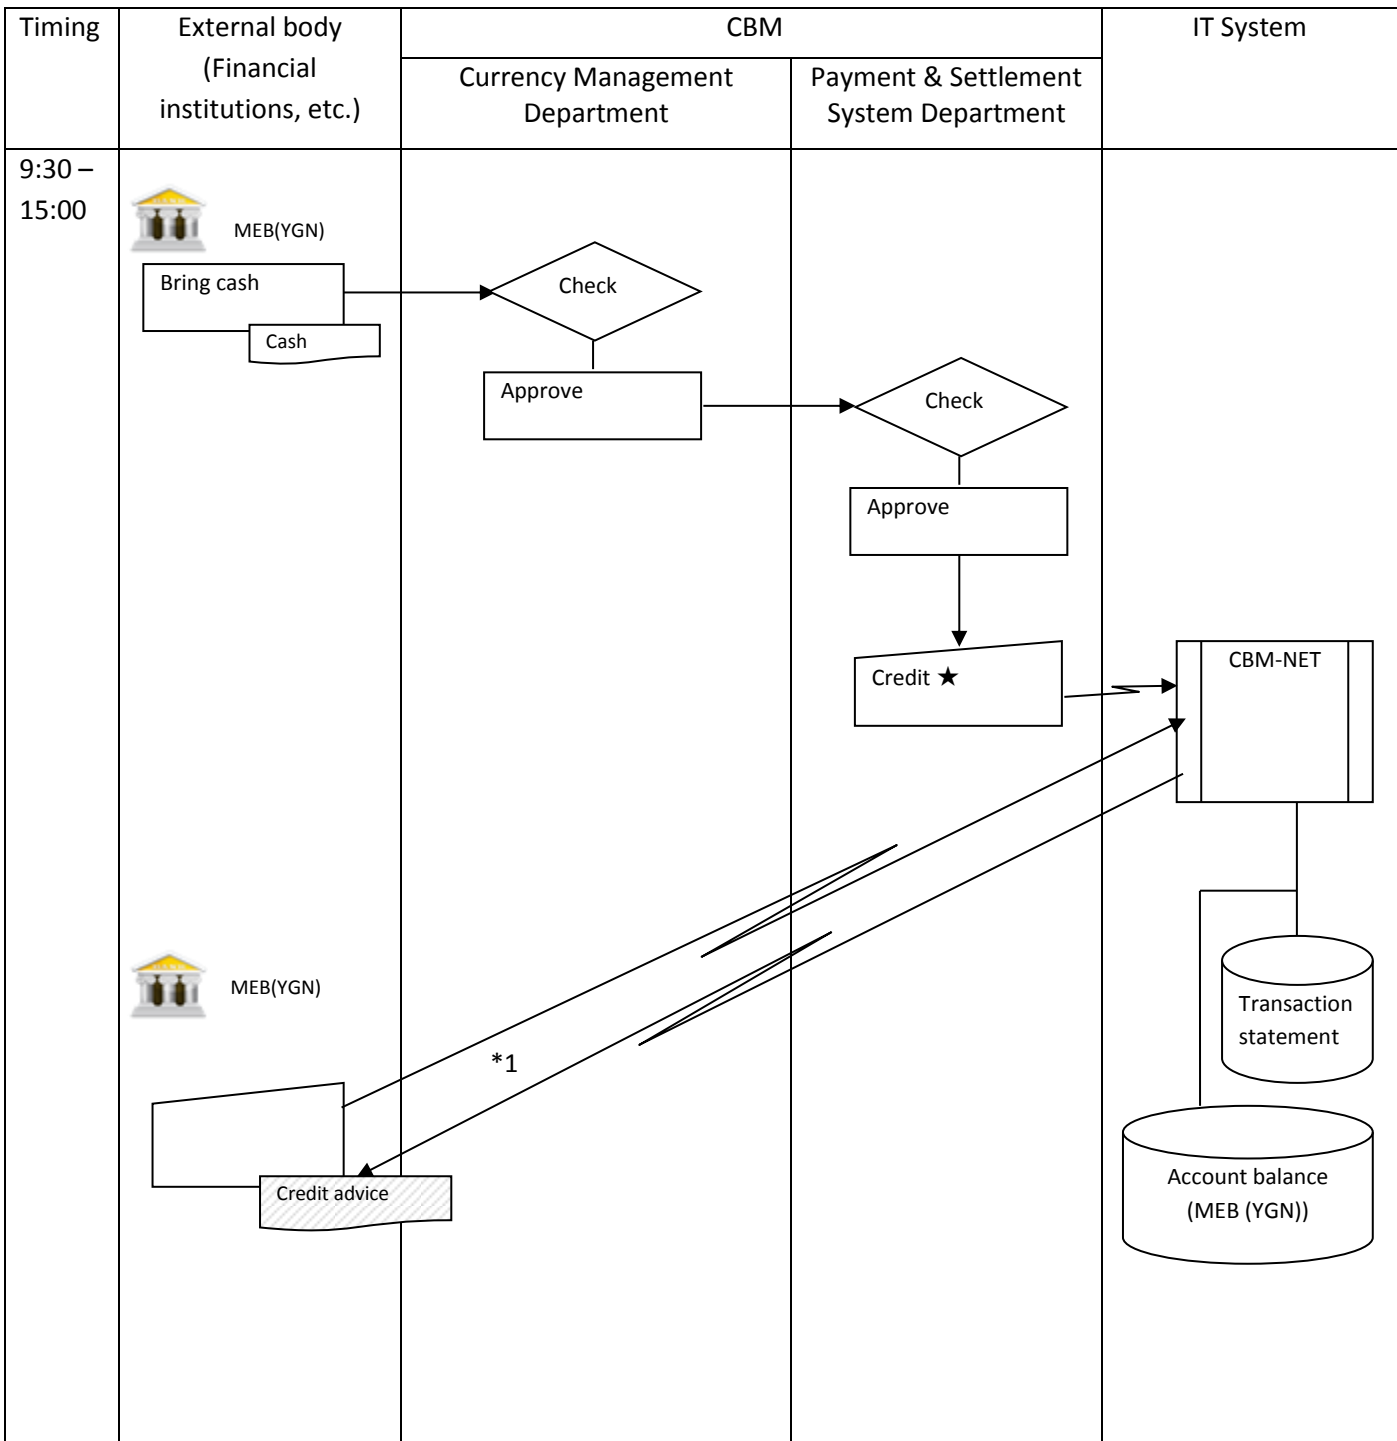 Timing
External body
(Financial
institutions, etc.)
CBM
IT System
Currency Management
Department
Payment & Settlement
System Department
9:30 –
15:00
MEB(YGN)
Bring cash
Cash
Check
Approve
Check
Approve
Credit ★
CBM-NET
MEB(YGN)
*1
Credit advice
Transaction
statement
Account balance
(MEB (YGN))